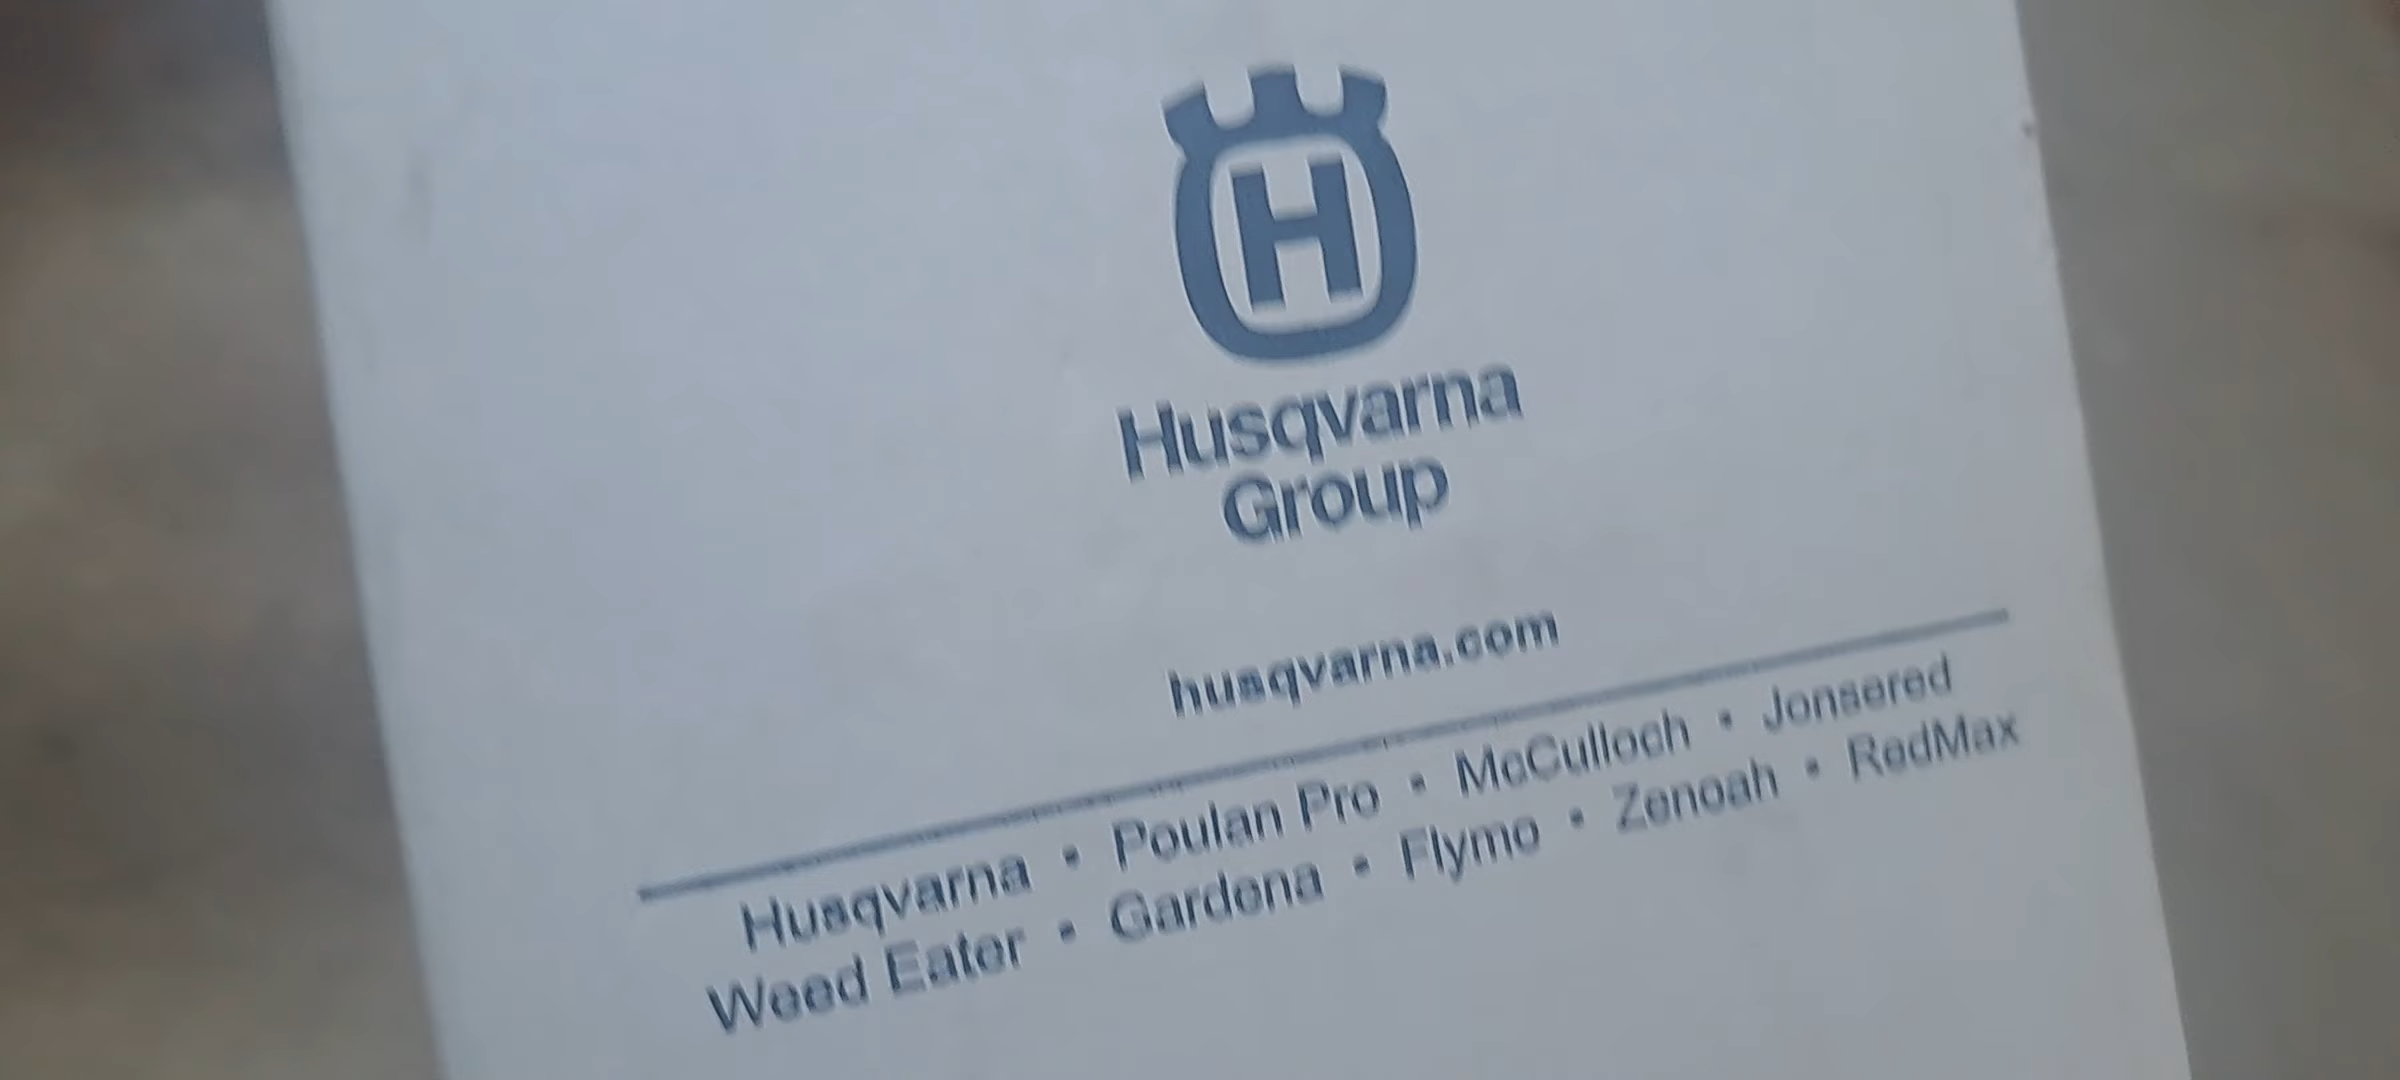 H
Husqvarna
Group
husqvarna.com
Husqvarna • Poulan Pro • McCulloch • Jonsered
Weed Eater • Gardena • Flymo • Zenoah • RedMax